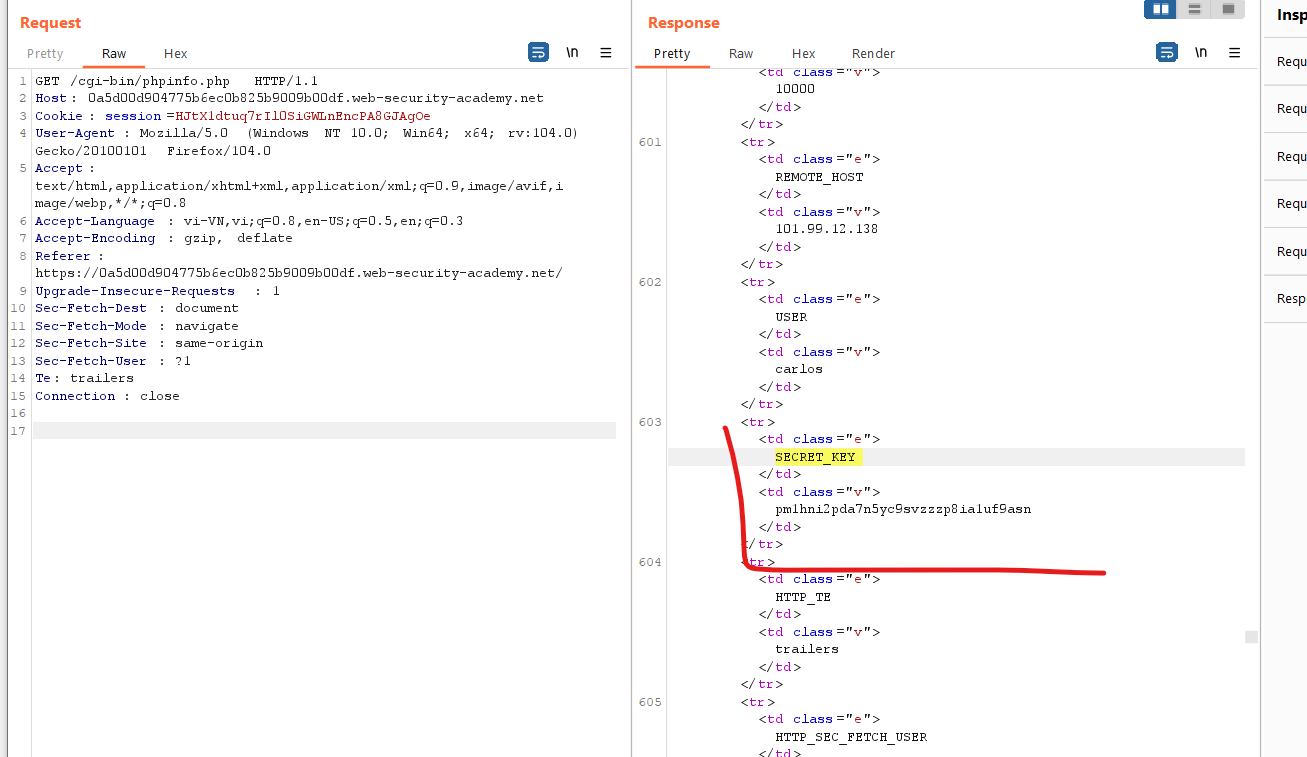 Request
Pretty Raw Hex \n
1 GET /cgi-bin/phpinfo.php HTTP/1.1
2 Host: 0a5d00d904775b6ec0b825b9009b00df.web-security-academy.net
3 Cookie: session=HJtX1dtuq7rIl0SiGWLnEncPA8GJAgOe
4 User-Agent: Mozilla/5.0 (Windows NT 10.0; Win64; x64; rv:104.0)
Gecko/20100101 Firefox/104.0
5 Accept:
text/html,application/xhtml+xml,application/xml;q=0.9,image/avif,i
mage/webp,*/*;q=0.8
6 Accept-Language: vi-VN,vi;q=0.8,en-US;q=0.5,en;q=0.3
7 Accept-Encoding: gzip, deflate
8 Referer:
https://0a5d00d904775b6ec0b825b9009b00df.web-security-academy.net/
9 Upgrade-Insecure-Requests: 1
10 Sec-Fetch-Dest: document
11 Sec-Fetch-Mode: navigate
12 Sec-Fetch-Site: same-origin
13 Sec-Fetch-User: ?1
14 Te: trailers
15 Connection: close
16
17
Response
Pretty Raw Hex Render \n
<td class="v">
10000
</td>
</tr>
601 <tr>
<td class="e">
REMOTE_HOST
</td>
<td class="v">
101.99.12.138
</td>
</tr>
602 <tr>
<td class="e">
USER
</td>
<td class="v">
carlos
</td>
</tr>
603 <tr>
<td class="e">
SECRET_KEY
</td>
<td class="v">
pm1hni2pda7n5yc9svzzzp8ia1uf9asn
</td>
</tr>
604 <tr>
<td class="e">
HTTP_TE
</td>
<td class="v">
trailers
</td>
</tr>
605 <tr>
<td class="e">
HTTP_SEC_FETCH_USER
</td>
Insp
Requ
Requ
Requ
Requ
Requ
Resp